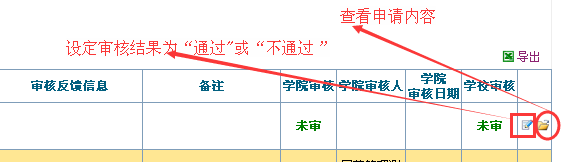 查看申请内容
设定审核结果为“通过"或“不通过 ”
导出
审核反馈信息 备注 学院审核 学院审核人 学院审核日期 学校审核
未审 未审